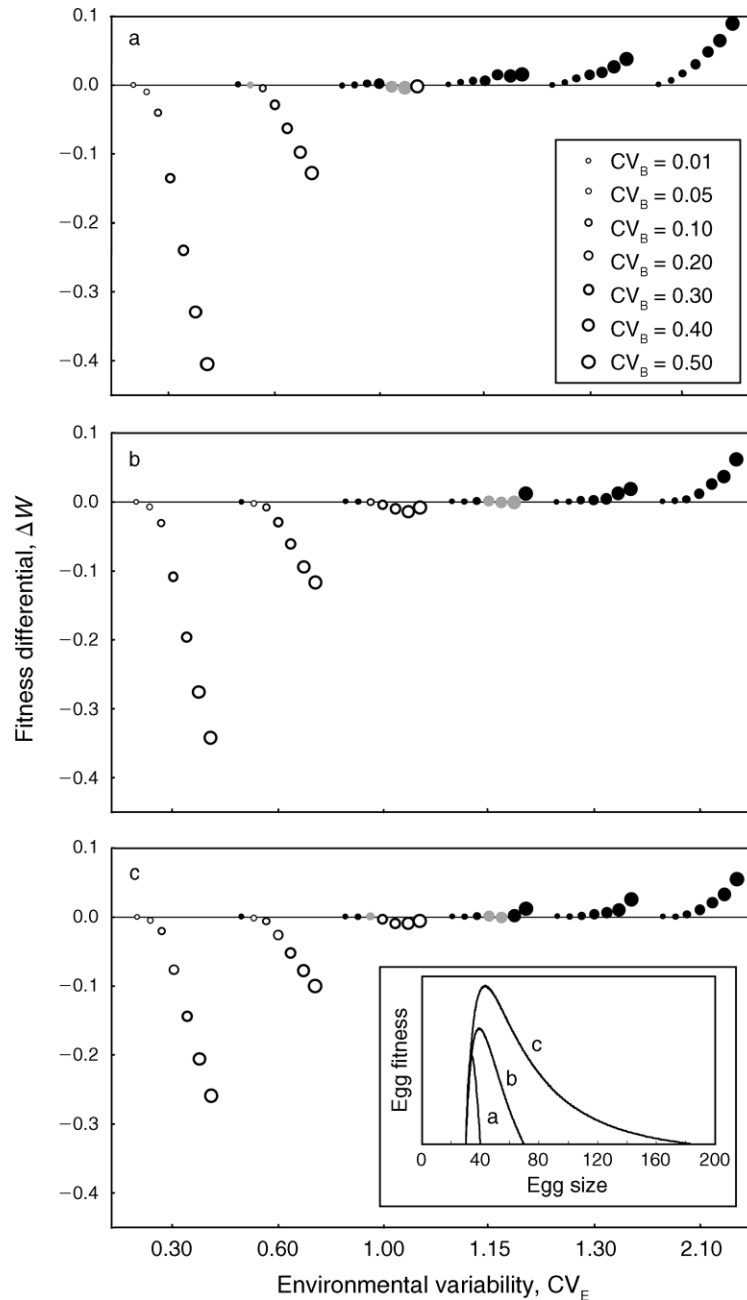 a
0.1
0.0
−0.1
−0.2
−0.3
−0.4
CV_B = 0.01
CV_B = 0.05
CV_B = 0.10
CV_B = 0.20
CV_B = 0.30
CV_B = 0.40
CV_B = 0.50
b
0.1
0.0
−0.1
−0.2
−0.3
−0.4
Fitness differential, ΔW
c
0.1
0.0
−0.1
−0.2
−0.3
−0.4
Egg fitness
c
b
a
0 40 80 120 160 200
Egg size
0.30 0.60 1.00 1.15 1.30 2.10
Environmental variability, CV_E